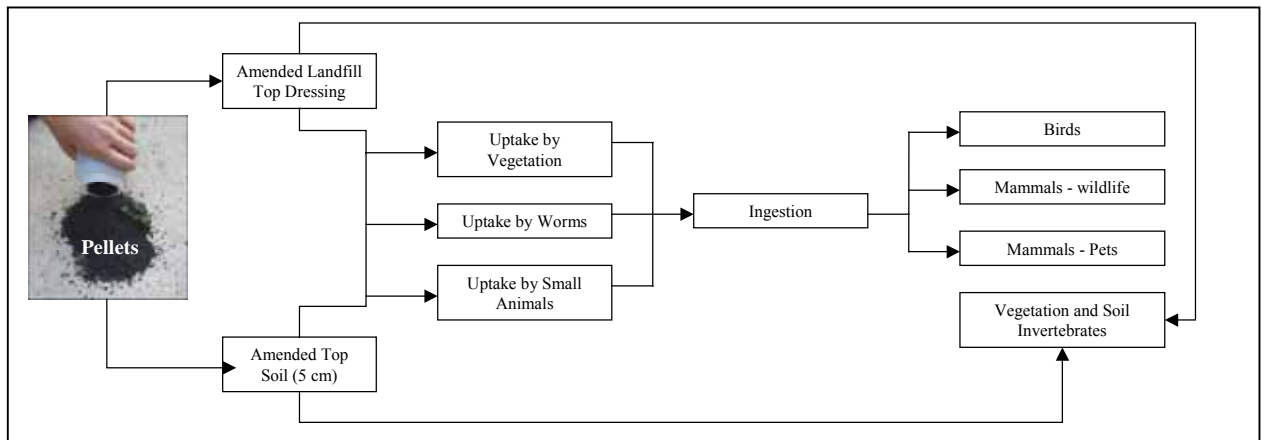 Amended Landfill
Top Dressing
Pellets
Amended Top
Soil (5 cm)
Uptake by
Vegetation
Uptake by Worms
Uptake by Small
Animals
Ingestion
Birds
Mammals - wildlife
Mammals - Pets
Vegetation and Soil
Invertebrates